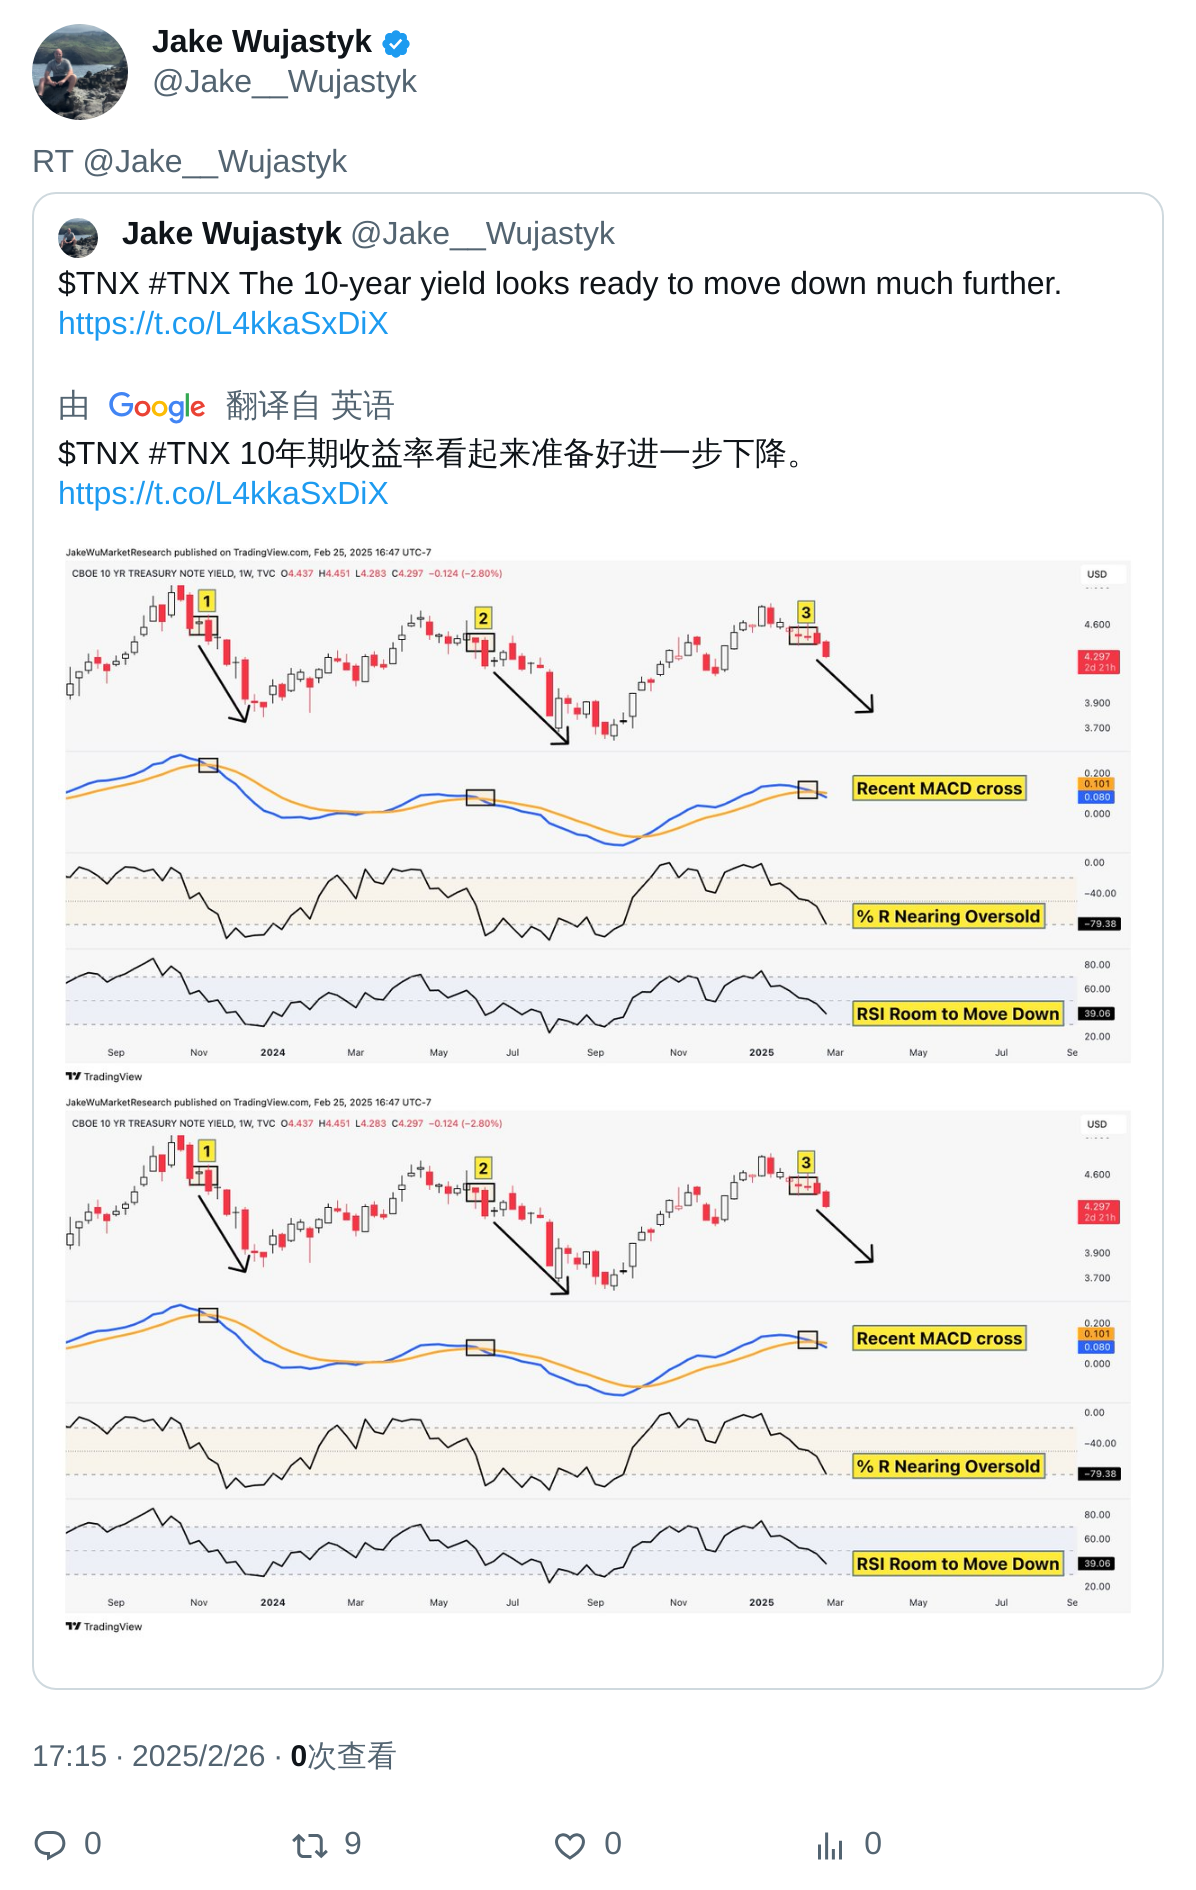 Jake Wujastyk
@Jake__Wujastyk
RT @Jake__Wujastyk
Jake Wujastyk @Jake__Wujastyk
$TNX #TNX The 10-year yield looks ready to move down much further.
https://t.co/L4kkaSxDiX
由 Google 翻译自 英语
$TNX #TNX 10年期收益率看起来准备好进一步下降。
https://t.co/L4kkaSxDiX
JakeWuMarketResearch published on TradingView.com, Feb 25, 2025 16:47 UTC-7
CBOE 10 YR TREASURY NOTE YIELD, 1W, TVC O4.437 H4.451 L4.283 C4.297 −0.124 (−2.80%)
USD
1
2
3
4.600
4.297
2d 21h
3.900
3.700
Recent MACD cross
0.200
0.101
0.080
0.000
% R Nearing Oversold
0.00
−40.00
−79.38
RSI Room to Move Down
80.00
60.00
39.06
20.00
Sep Nov 2024 Mar May Jul Sep Nov 2025 Mar May Jul Se
TradingView
JakeWuMarketResearch published on TradingView.com, Feb 25, 2025 16:47 UTC-7
CBOE 10 YR TREASURY NOTE YIELD, 1W, TVC O4.437 H4.451 L4.283 C4.297 −0.124 (−2.80%)
USD
1
2
3
4.600
4.297
2d 21h
3.900
3.700
Recent MACD cross
0.200
0.101
0.080
0.000
% R Nearing Oversold
0.00
−40.00
−79.38
RSI Room to Move Down
80.00
60.00
39.06
20.00
Sep Nov 2024 Mar May Jul Sep Nov 2025 Mar May Jul Se
TradingView
17:15 · 2025/2/26 · 0次查看
0 9 0 0